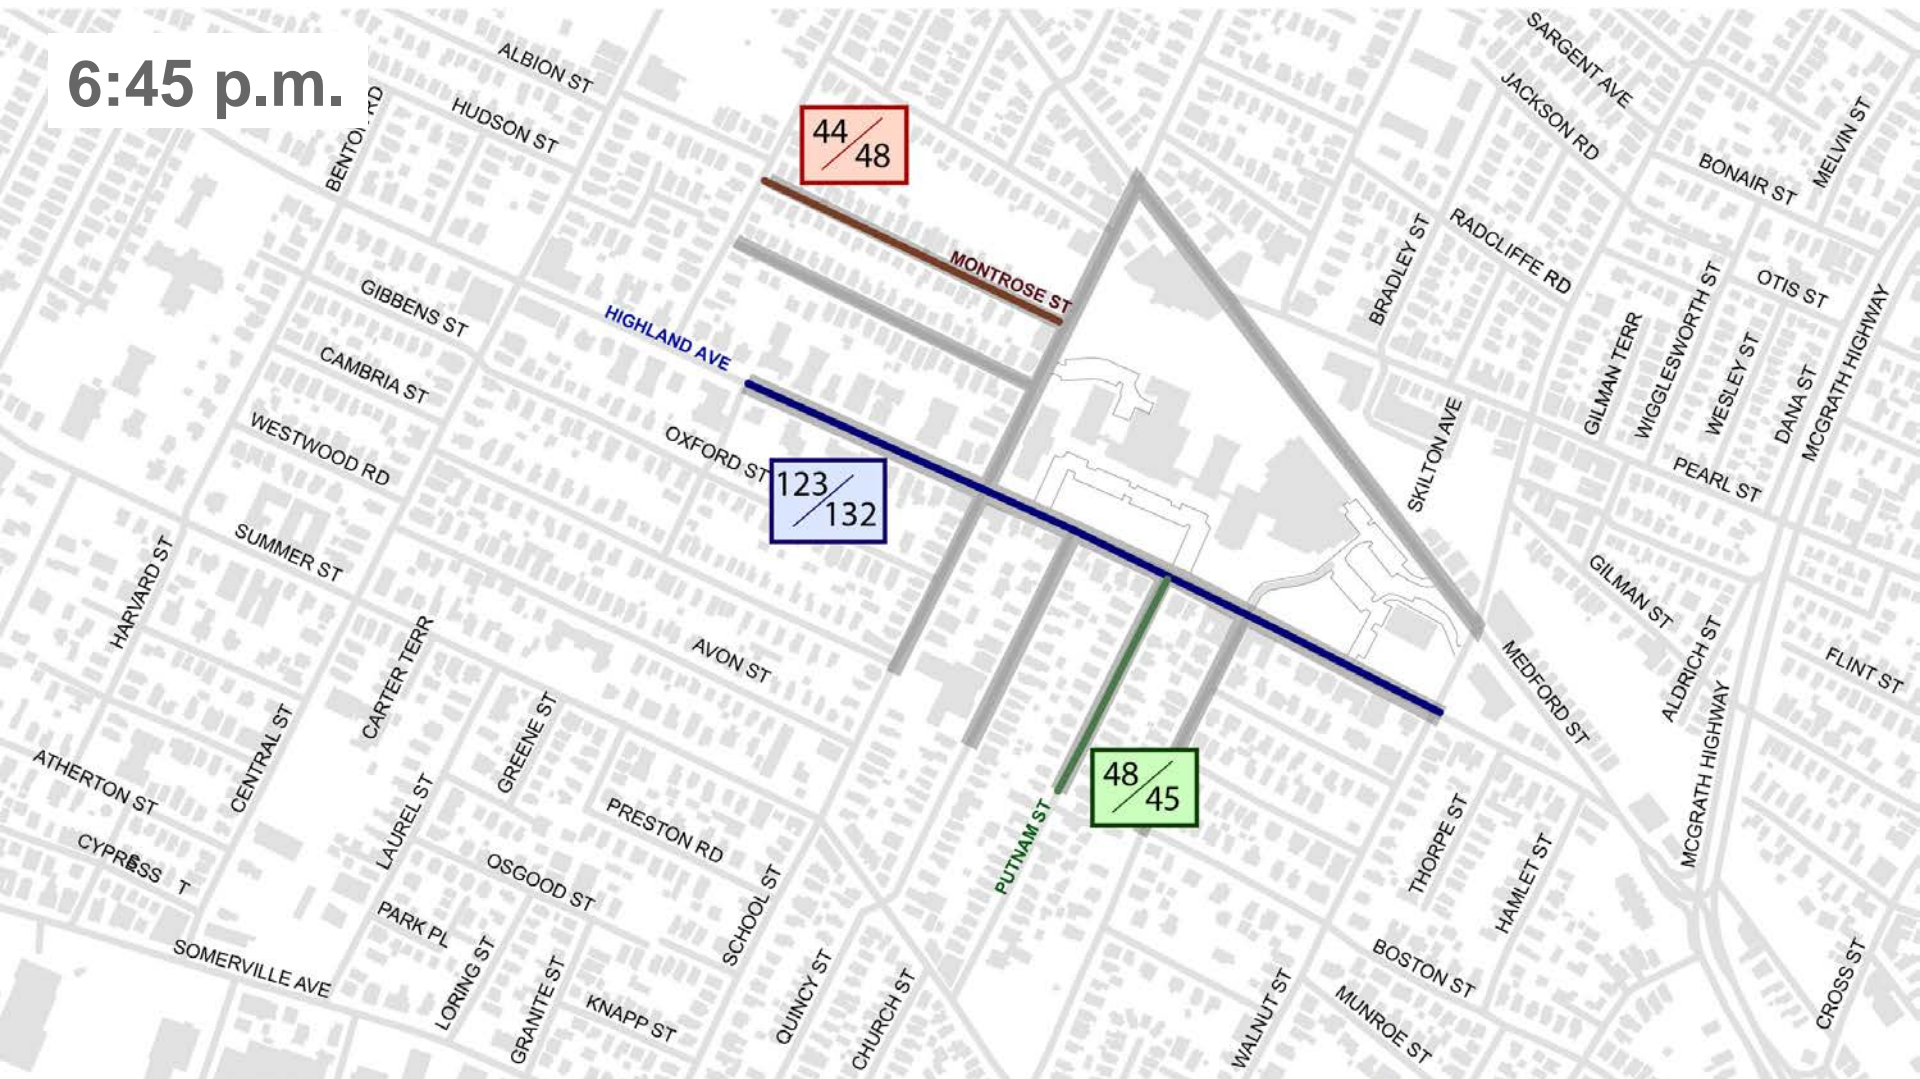 6:45 p.m.
ALBION ST
SARGENT AVE
JACKSON RD
HUDSON ST
BENTON RD
MELVIN ST
44/48
BONAIR ST
BRADLEY ST
RADCLIFFE RD
MONTROSE ST
OTIS ST
GIBBENS ST
HIGHLAND AVE
WIGGLESWORTH ST
GILMAN TERR
WESLEY ST
DANA ST
MCGRATH HIGHWAY
CAMBRIA ST
WESTWOOD RD
OXFORD ST
SKILTON AVE
PEARL ST
123/132
SUMMER ST
HARVARD ST
GILMAN ST
AVON ST
CARTER TERR
ALDRICH ST
FLINT ST
MEDFORD ST
GREENE ST
CENTRAL ST
MCGRATH HIGHWAY
ATHERTON ST
48/45
LAUREL ST
PRESTON RD
PUTNAM ST
THORPE ST
CYPRESS ST
OSGOOD ST
HAMLET ST
SCHOOL ST
PARK PL
SOMERVILLE AVE
LORING ST
GRANITE ST
KNAPP ST
QUINCY ST
CHURCH ST
WALNUT ST
BOSTON ST
MUNROE ST
CROSS ST